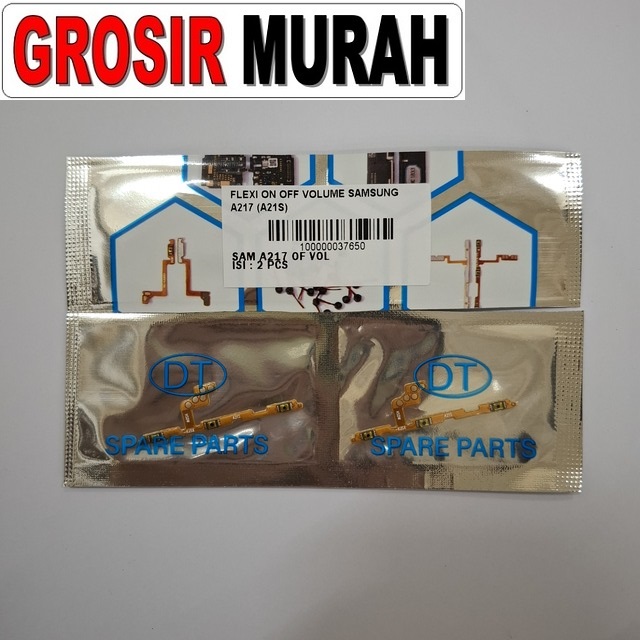 GROSIR MURAH
FLEXI ON OFF VOLUME SAMSUNG
A217 (A21S)
100000037650
SAM A217 OF VOL
ISI : 2 PCS
DT
SPARE PARTS
DT
SPARE PARTS